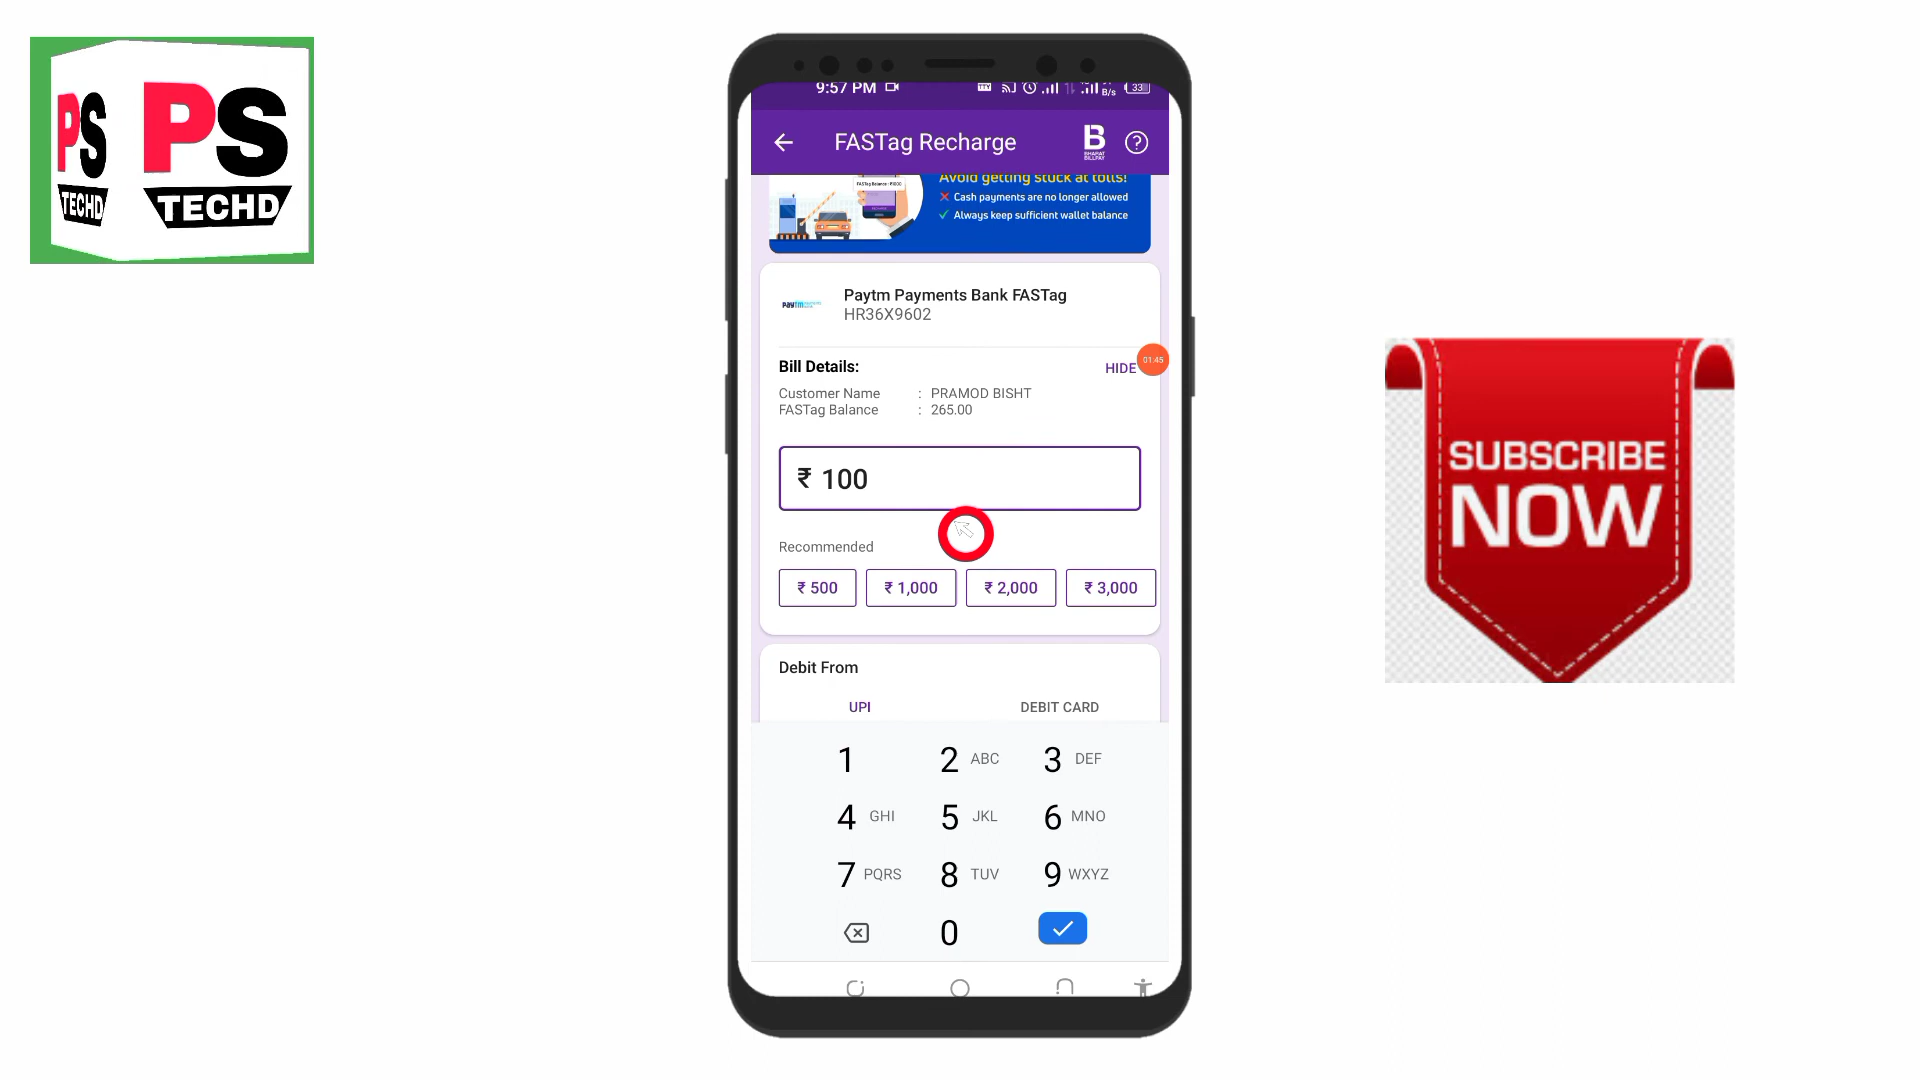 PS
TECHD
PS
TECHD
9:57 PM
B/s
33
FASTag Recharge
B
BHARAT
BILLPAY
Avoid getting stuck at tolls!
Cash payments are no longer allowed
Always keep sufficient wallet balance
Paytm Payments Bank FASTag
HR36X9602
01:45
Bill Details:
HIDE
Customer Name : PRAMOD BISHT
FASTag Balance : 265.00
₹ 100
Recommended
₹ 500 ₹ 1,000 ₹ 2,000 ₹ 3,000
Debit From
UPI DEBIT CARD
1 2 ABC 3 DEF
4 GHI 5 JKL 6 MNO
7 PQRS 8 TUV 9 WXYZ
0
SUBSCRIBE
NOW